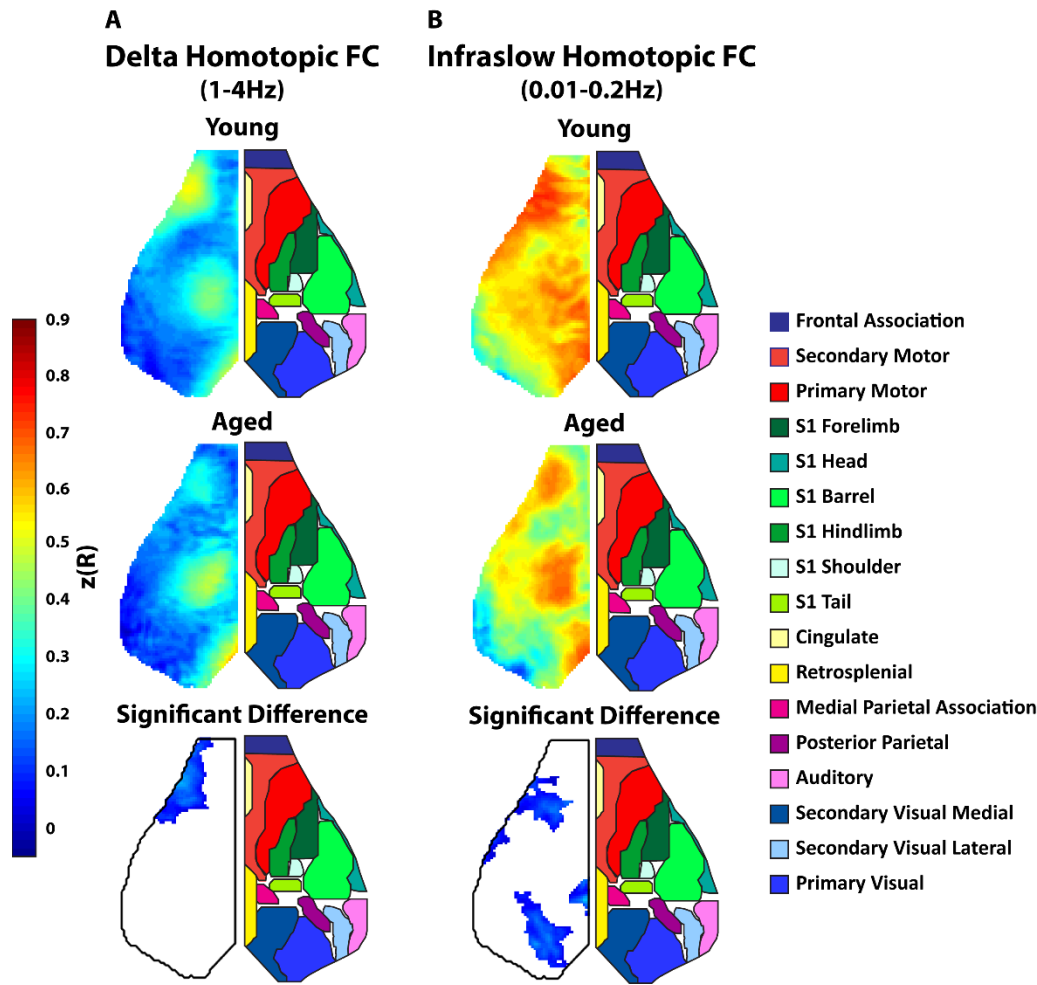 A
Delta Homotopic FC
(1-4Hz)
Young
Aged
Significant Difference
B
Infraslow Homotopic FC
(0.01-0.2Hz)
Young
Aged
Significant Difference
0.9
0.8
0.7
0.6
0.5
0.4
0.3
0.2
0.1
0
z(R)
Frontal Association
Secondary Motor
Primary Motor
S1 Forelimb
S1 Head
S1 Barrel
S1 Hindlimb
S1 Shoulder
S1 Tail
Cingulate
Retrosplenial
Medial Parietal Association
Posterior Parietal
Auditory
Secondary Visual Medial
Secondary Visual Lateral
Primary Visual